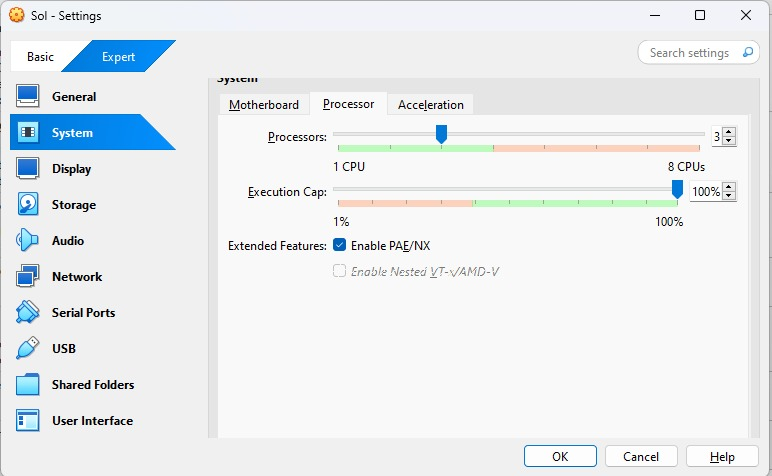 Sol - Settings
Basic
Expert
Search settings
General
System
Display
Storage
Audio
Network
Serial Ports
USB
Shared Folders
User Interface
System
Motherboard
Processor
Acceleration
Processors:
3
1 CPU
8 CPUs
Execution Cap:
100%
1%
100%
Extended Features:
Enable PAE/NX
Enable Nested VT-x/AMD-V
OK
Cancel
Help